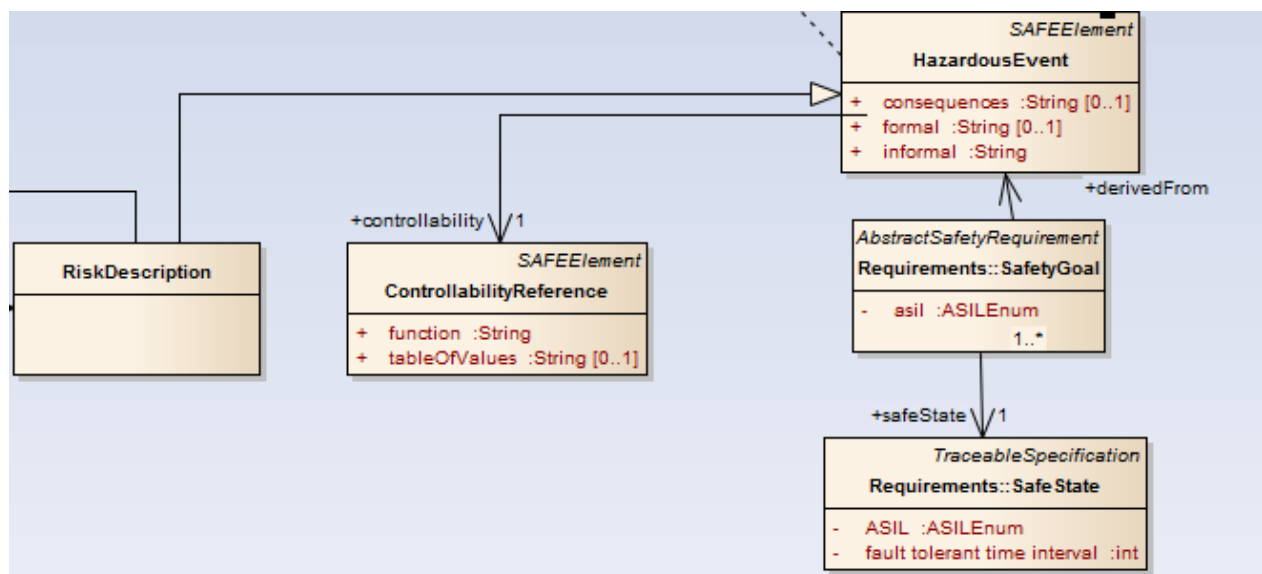 SAFEElement
HazardousEvent
+ consequences :String [0..1]
+ formal :String [0..1]
+ informal :String
+derivedFrom
+controllability 1
RiskDescription
SAFEElement
ControllabilityReference
+ function :String
+ tableOfValues :String [0..1]
AbstractSafetyRequirement
Requirements::SafetyGoal
- asil :ASILEnum
1..*
+safeState 1
TraceableSpecification
Requirements::SafeState
- ASIL :ASILEnum
- fault tolerant time interval :int